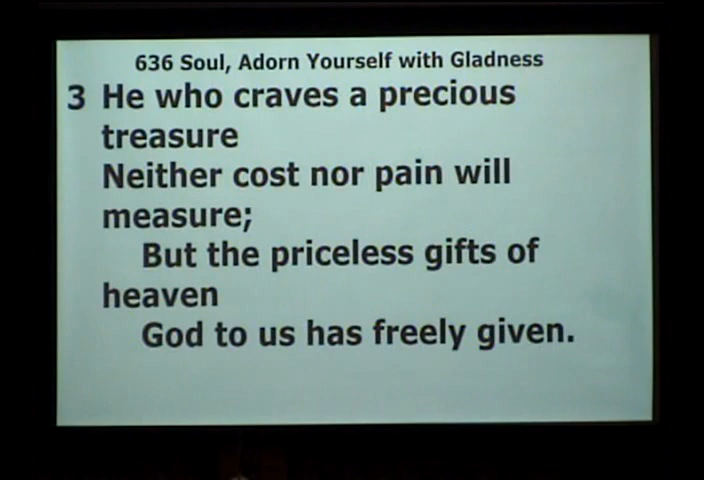 636 Soul, Adorn Yourself with Gladness
3 He who craves a precious
treasure
Neither cost nor pain will
measure;
But the priceless gifts of
heaven
God to us has freely given.